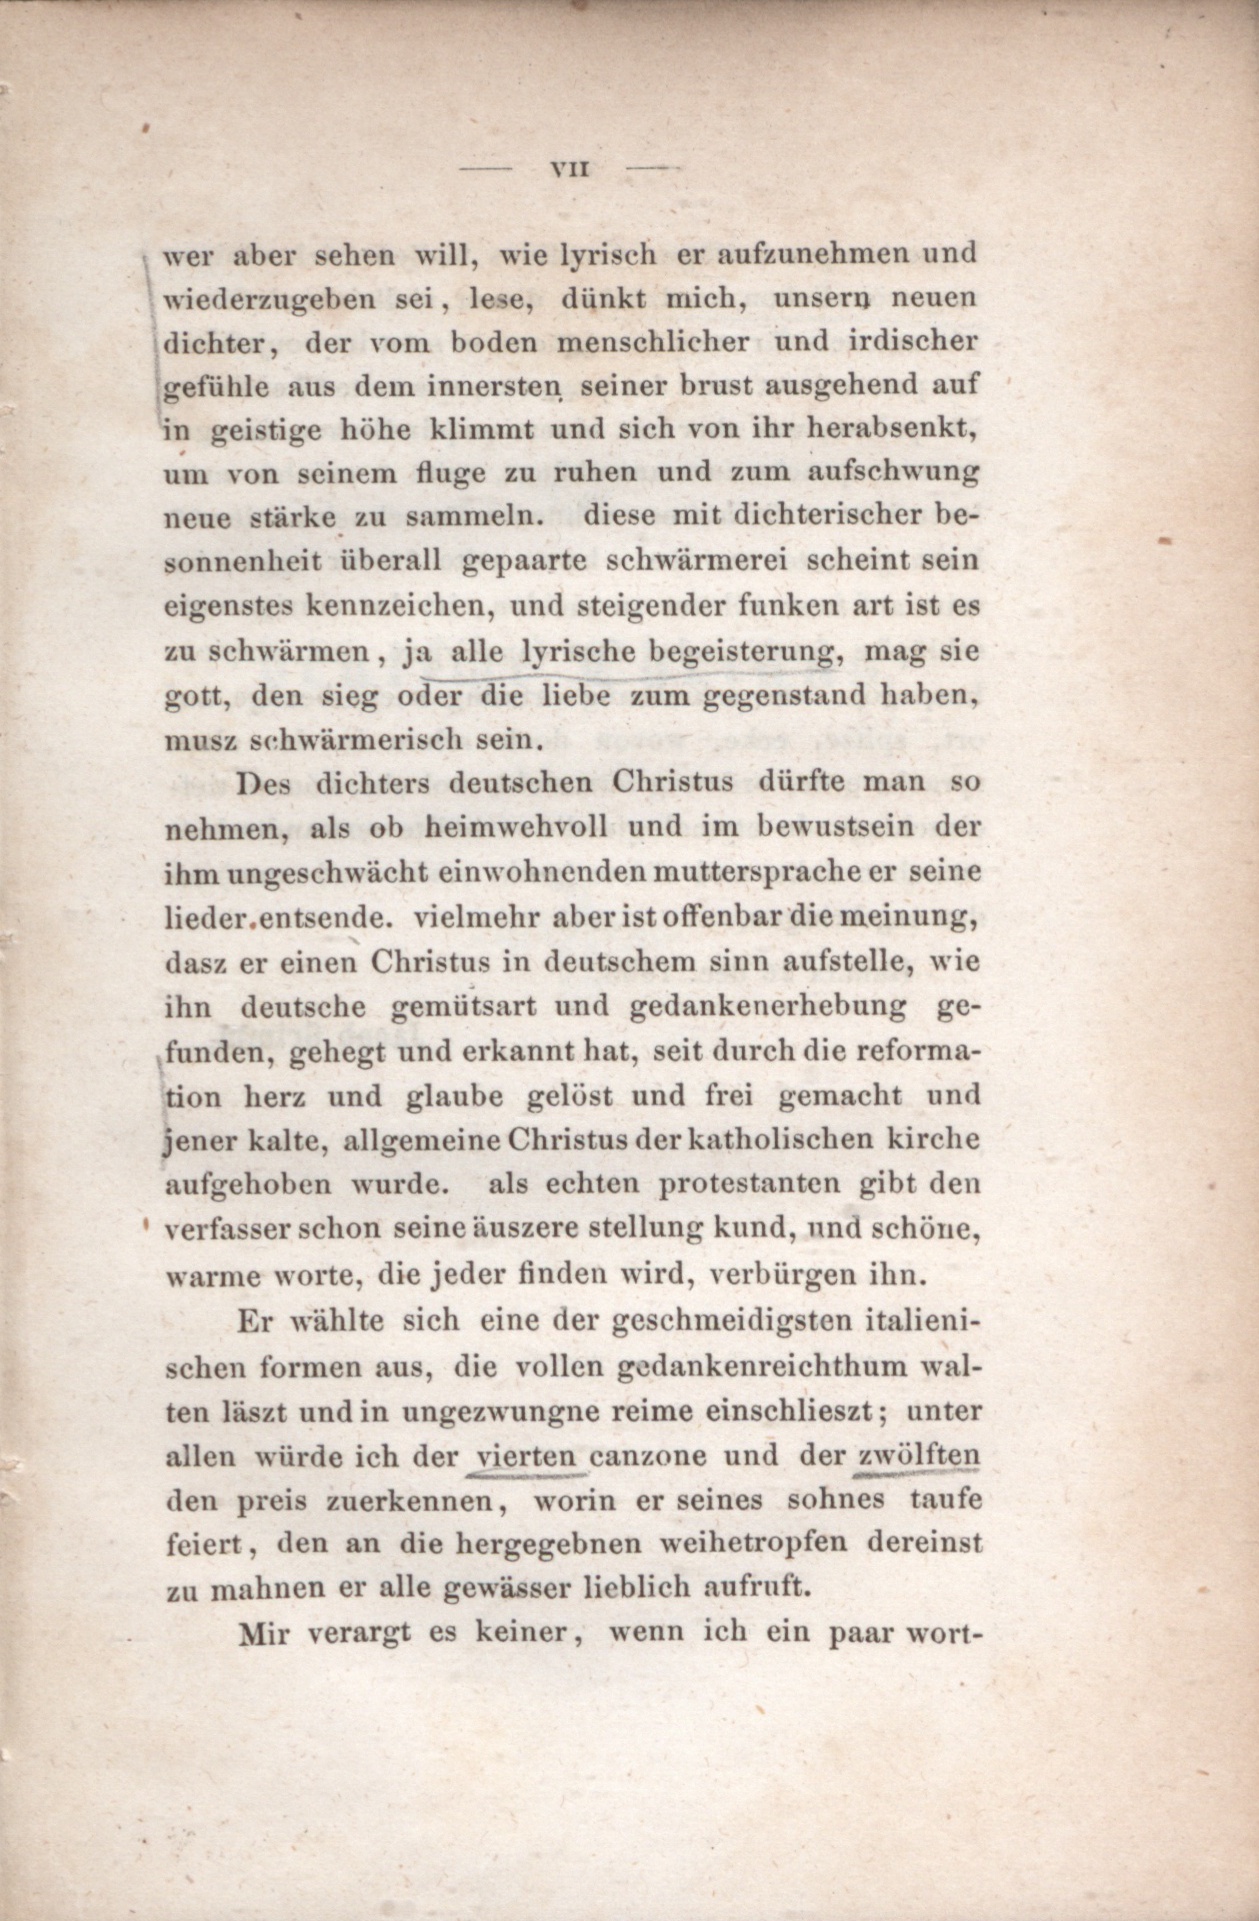 — VII —
wer aber sehen will, wie lyrisch er aufzunehmen und
wiederzugeben sei, lese, dünkt mich, unsern neuen
dichter, der vom boden menschlicher und irdischer
gefühle aus dem innersten seiner brust ausgehend auf
in geistige höhe klimmt und sich von ihr herabsenkt,
um von seinem fluge zu ruhen und zum aufschwung
neue stärke zu sammeln. diese mit dichterischer be-
sonnenheit überall gepaarte schwärmerei scheint sein
eigenstes kennzeichen, und steigender funken art ist es
zu schwärmen, ja alle lyrische begeisterung, mag sie
gott, den sieg oder die liebe zum gegenstand haben,
musz schwärmerisch sein.
Des dichters deutschen Christus dürfte man so
nehmen, als ob heimwehvoll und im bewustsein der
ihm ungeschwächt einwohnenden muttersprache er seine
lieder entsende. vielmehr aber ist offenbar die meinung,
dasz er einen Christus in deutschem sinn aufstelle, wie
ihn deutsche gemütsart und gedankenerhebung ge-
funden, gehegt und erkannt hat, seit durch die reforma-
tion herz und glaube gelöst und frei gemacht und
jener kalte, allgemeine Christus der katholischen kirche
aufgehoben wurde. als echten protestanten gibt den
verfasser schon seine äuszere stellung kund, und schöne,
warme worte, die jeder finden wird, verbürgen ihn.
Er wählte sich eine der geschmeidigsten italieni-
schen formen aus, die vollen gedankenreichthum wal-
ten läszt und in ungezwungne reime einschlieszt; unter
allen würde ich der vierten canzone und der zwölften
den preis zuerkennen, worin er seines sohnes taufe
feiert, den an die hergegebnen weihetropfen dereinst
zu mahnen er alle gewässer lieblich aufruft.
Mir verargt es keiner, wenn ich ein paar wort-